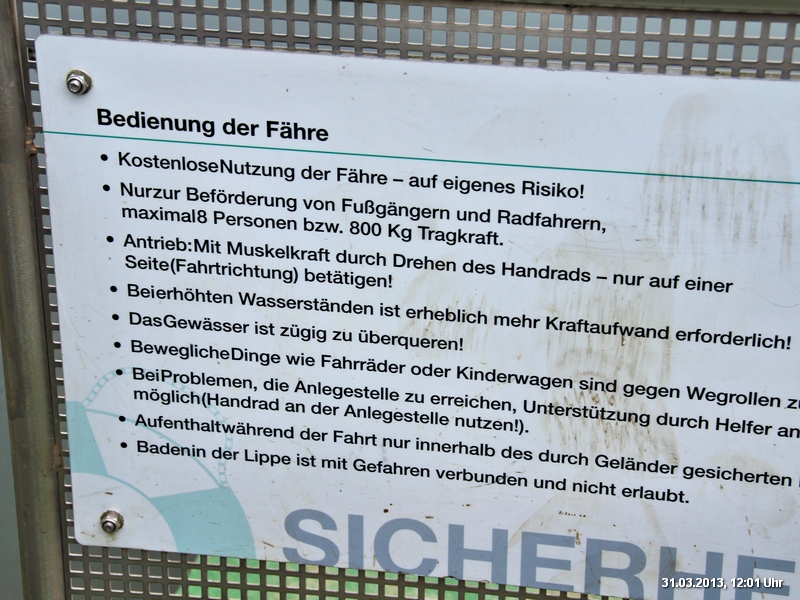 Bedienung der Fähre
• KostenloseNutzung der Fähre – auf eigenes Risiko!
• Nurzur Beförderung von Fußgängern und Radfahrern,
maximal8 Personen bzw. 800 Kg Tragkraft.
• Antrieb:Mit Muskelkraft durch Drehen des Handrads – nur auf einer
Seite(Fahrtrichtung) betätigen!
• Beierhöhten Wasserständen ist erheblich mehr Kraftaufwand erforderlich!
• DasGewässer ist zügig zu überqueren!
• BeweglicheDinge wie Fahrräder oder Kinderwagen sind gegen Wegrollen
• BeiProblemen, die Anlegestelle zu erreichen, Unterstützung durch Helfer an
möglich(Handrad an der Anlegestelle nutzen!).
• Aufenthaltwährend der Fahrt nur innerhalb des durch Geländer gesicherten
• Badenin der Lippe ist mit Gefahren verbunden und nicht erlaubt.
SICHERHE
31.03.2013, 12:01 Uhr